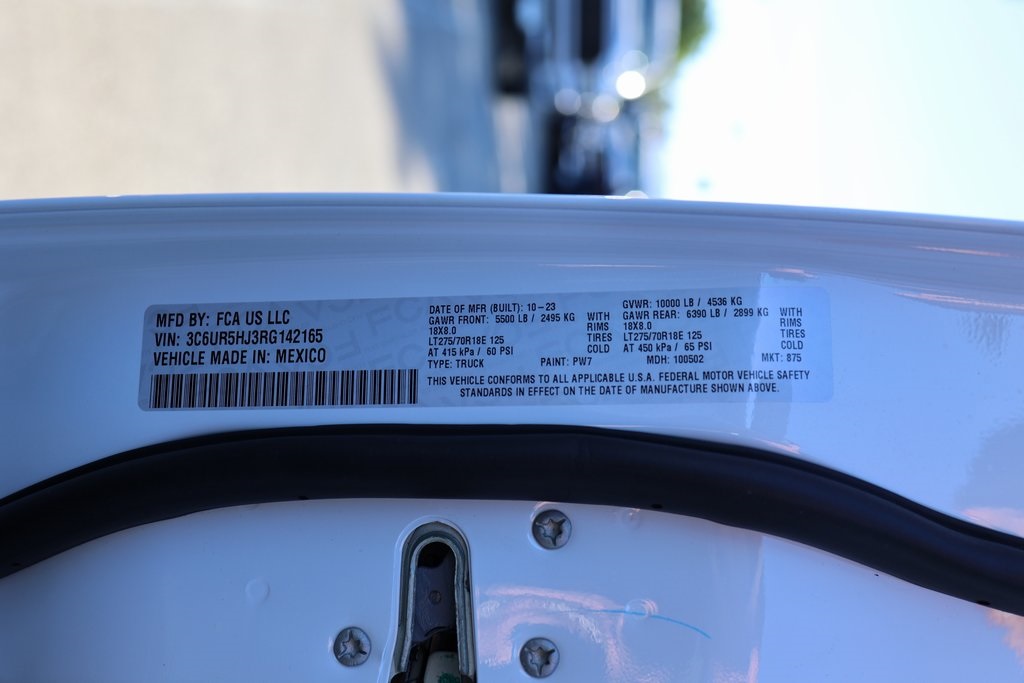 MFD BY: FCA US LLC
VIN: 3C6UR5HJ3RG142165
VEHICLE MADE IN: MEXICO
DATE OF MFR (BUILT): 10-23
GAWR FRONT: 5500 LB / 2495 KG WITH
18X8.0 RIMS
LT275/70R18E 125 TIRES
AT 415 kPa / 60 PSI COLD
TYPE: TRUCK PAINT: PW7
GVWR: 10000 LB / 4536 KG
GAWR REAR: 6390 LB / 2899 KG WITH
18X8.0 RIMS
LT275/70R18E 125 TIRES
AT 450 kPa / 65 PSI COLD
MDH: 100502 MKT: 875
THIS VEHICLE CONFORMS TO ALL APPLICABLE U.S.A. FEDERAL MOTOR VEHICLE SAFETY
STANDARDS IN EFFECT ON THE DATE OF MANUFACTURE SHOWN ABOVE.